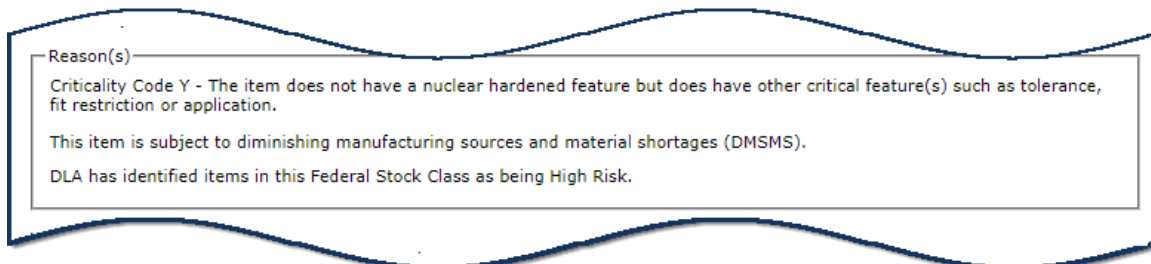 Reason(s)
Criticality Code Y - The item does not have a nuclear hardened feature but does have other critical feature(s) such as tolerance,
fit restriction or application.
This item is subject to diminishing manufacturing sources and material shortages (DMSMS).
DLA has identified items in this Federal Stock Class as being High Risk.